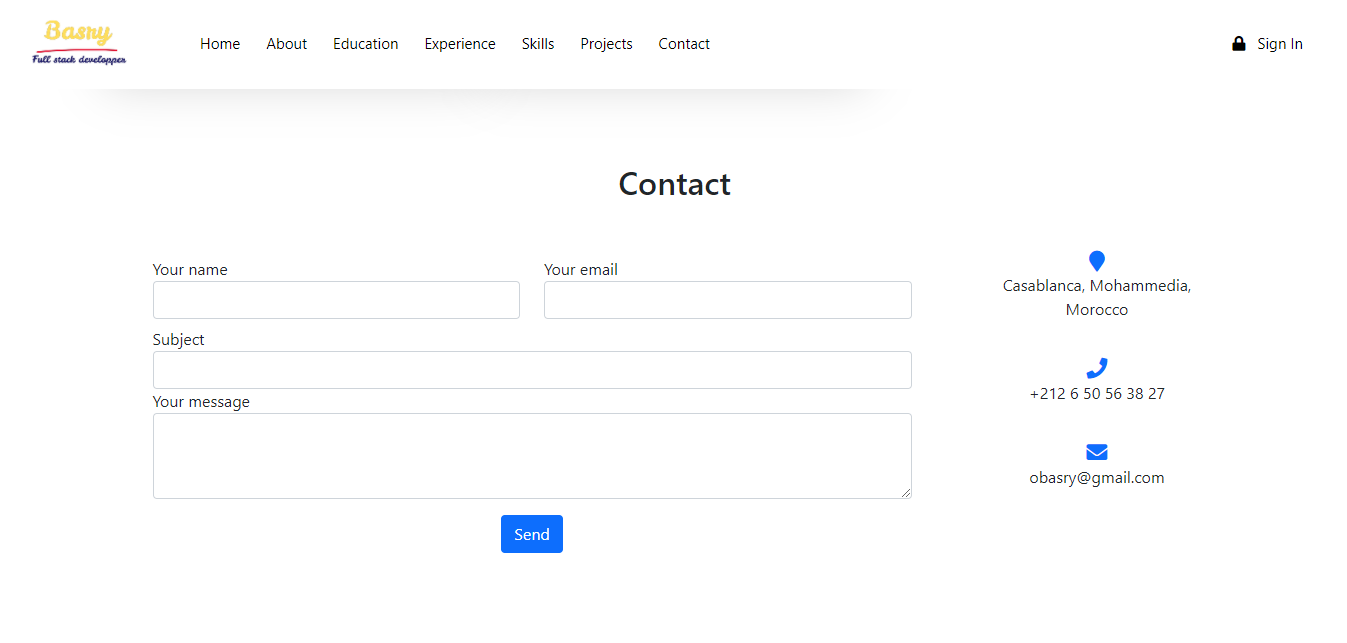 Basry
Full stack developper
Home About Education Experience Skills Projects Contact
Sign In
Contact
Your name
Your email
Subject
Your message
Send
Casablanca, Mohammedia,
Morocco
+212 6 50 56 38 27
obasry@gmail.com